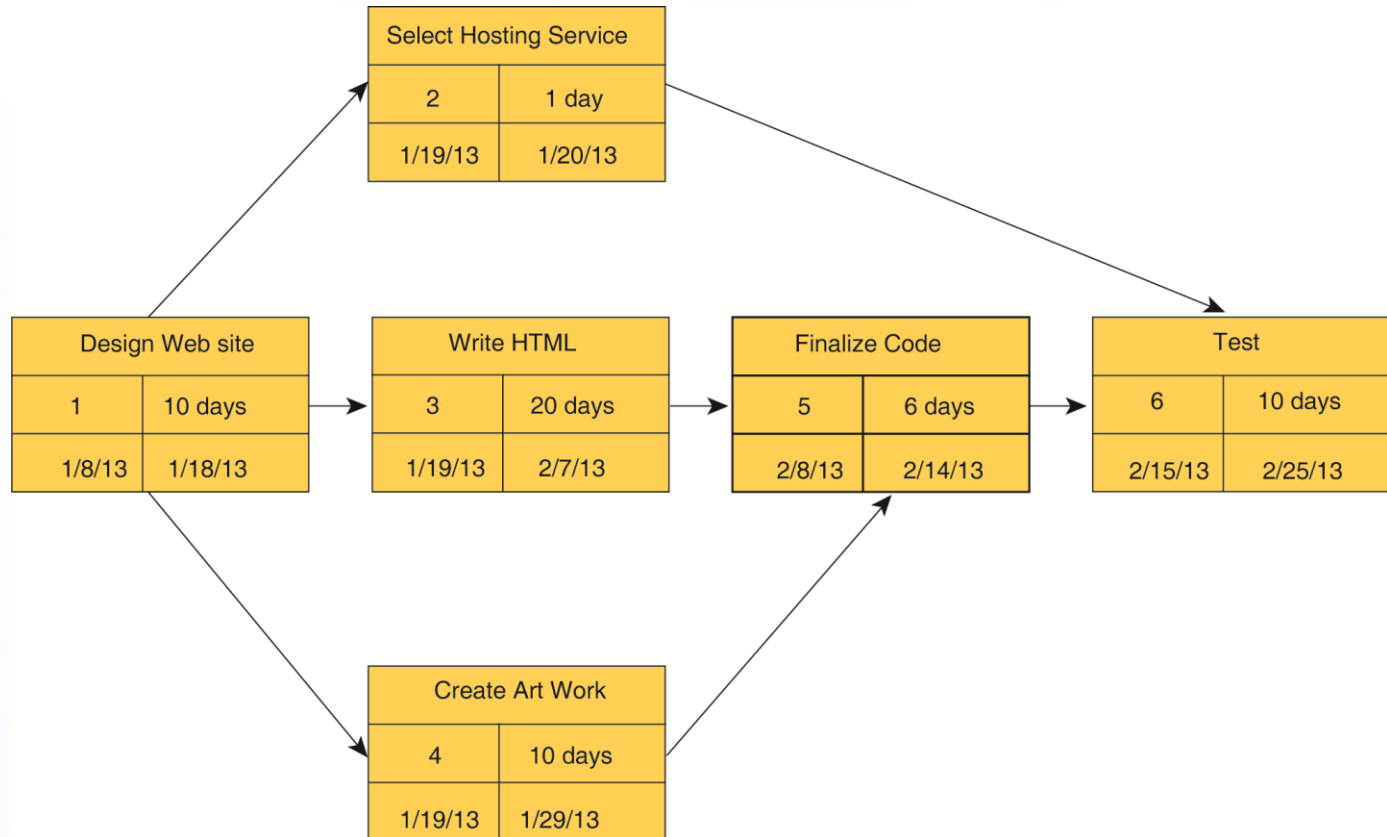 Select Hosting Service
2 1 day
1/19/13 1/20/13
Design Web site
1 10 days
1/8/13 1/18/13
Write HTML
3 20 days
1/19/13 2/7/13
Finalize Code
5 6 days
2/8/13 2/14/13
Test
6 10 days
2/15/13 2/25/13
Create Art Work
4 10 days
1/19/13 1/29/13